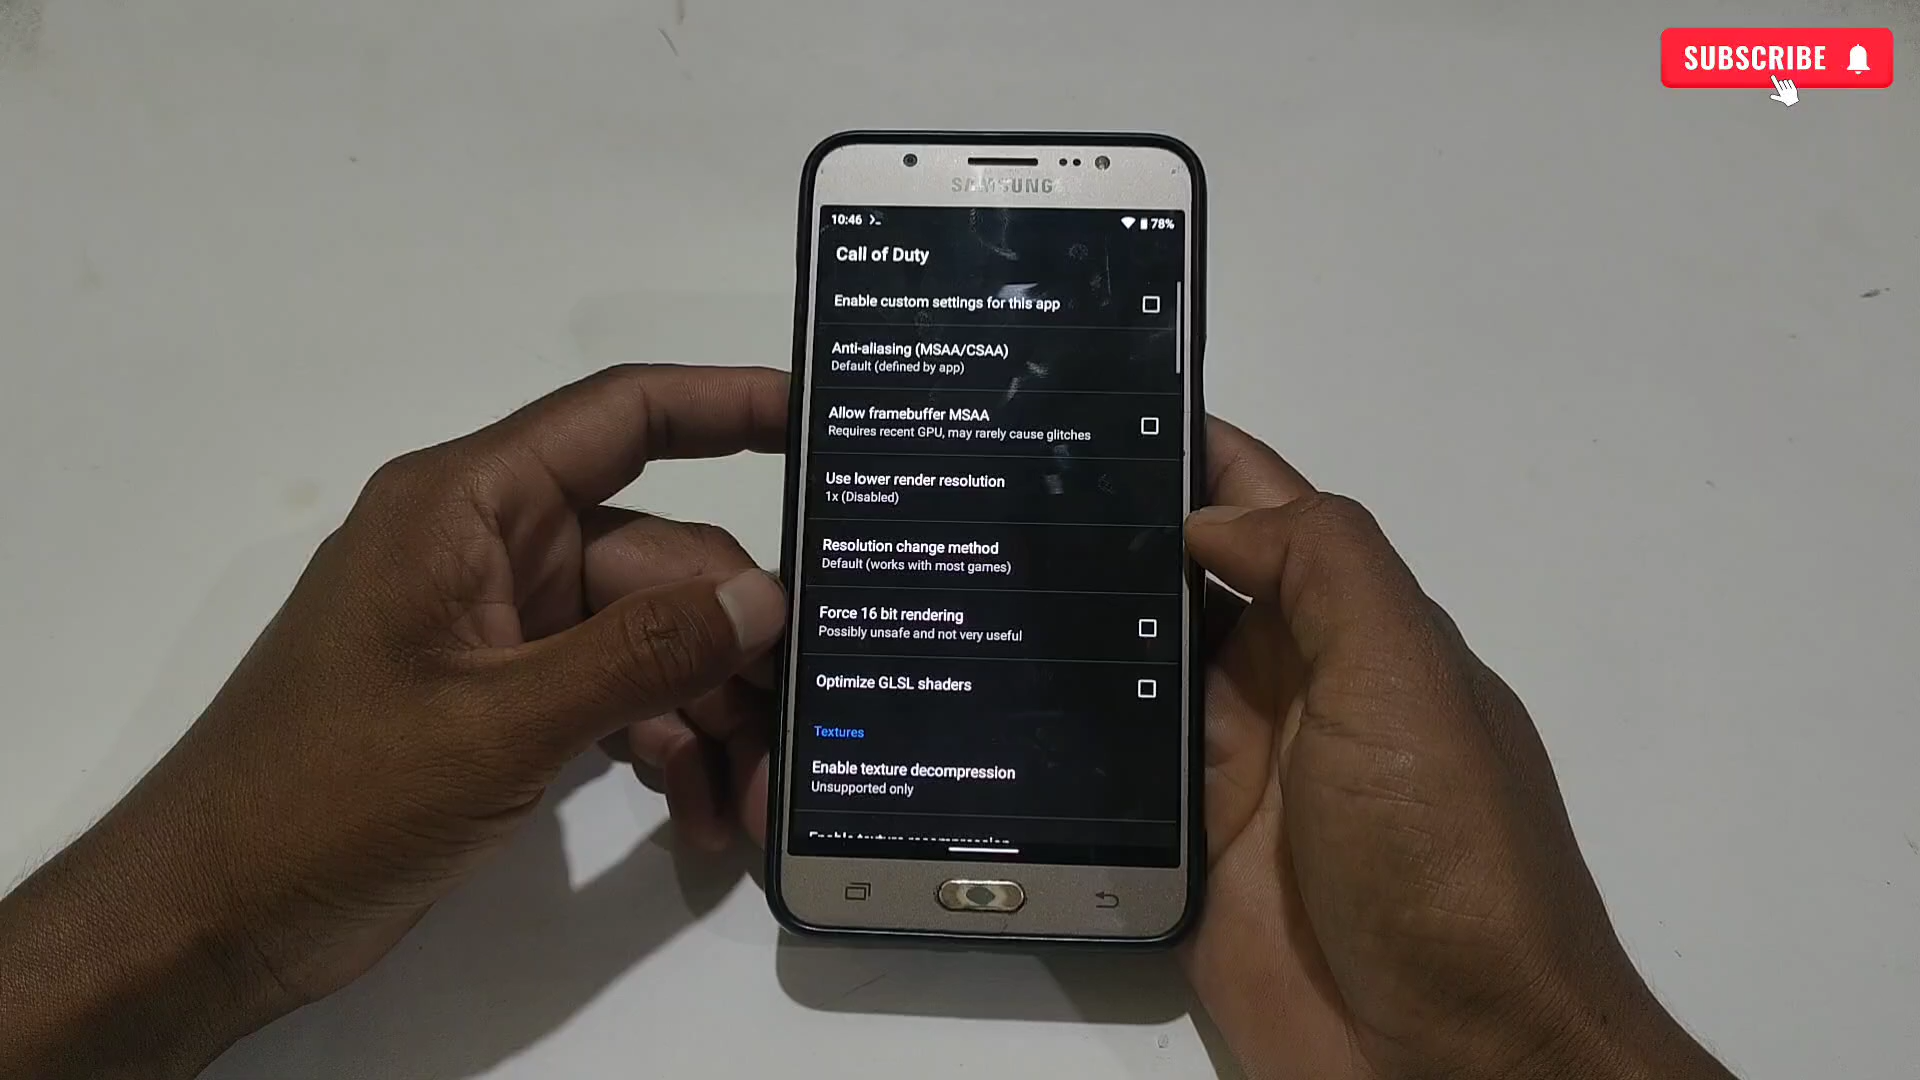 SUBSCRIBE
SAMSUNG
10:46
78%
Call of Duty
Enable custom settings for this app
Anti-aliasing (MSAA/CSAA)
Default (defined by app)
Allow framebuffer MSAA
Requires recent GPU, may rarely cause glitches
Use lower render resolution
1x (Disabled)
Resolution change method
Default (works with most games)
Force 16 bit rendering
Possibly unsafe and not very useful
Optimize GLSL shaders
Textures
Enable texture decompression
Unsupported only